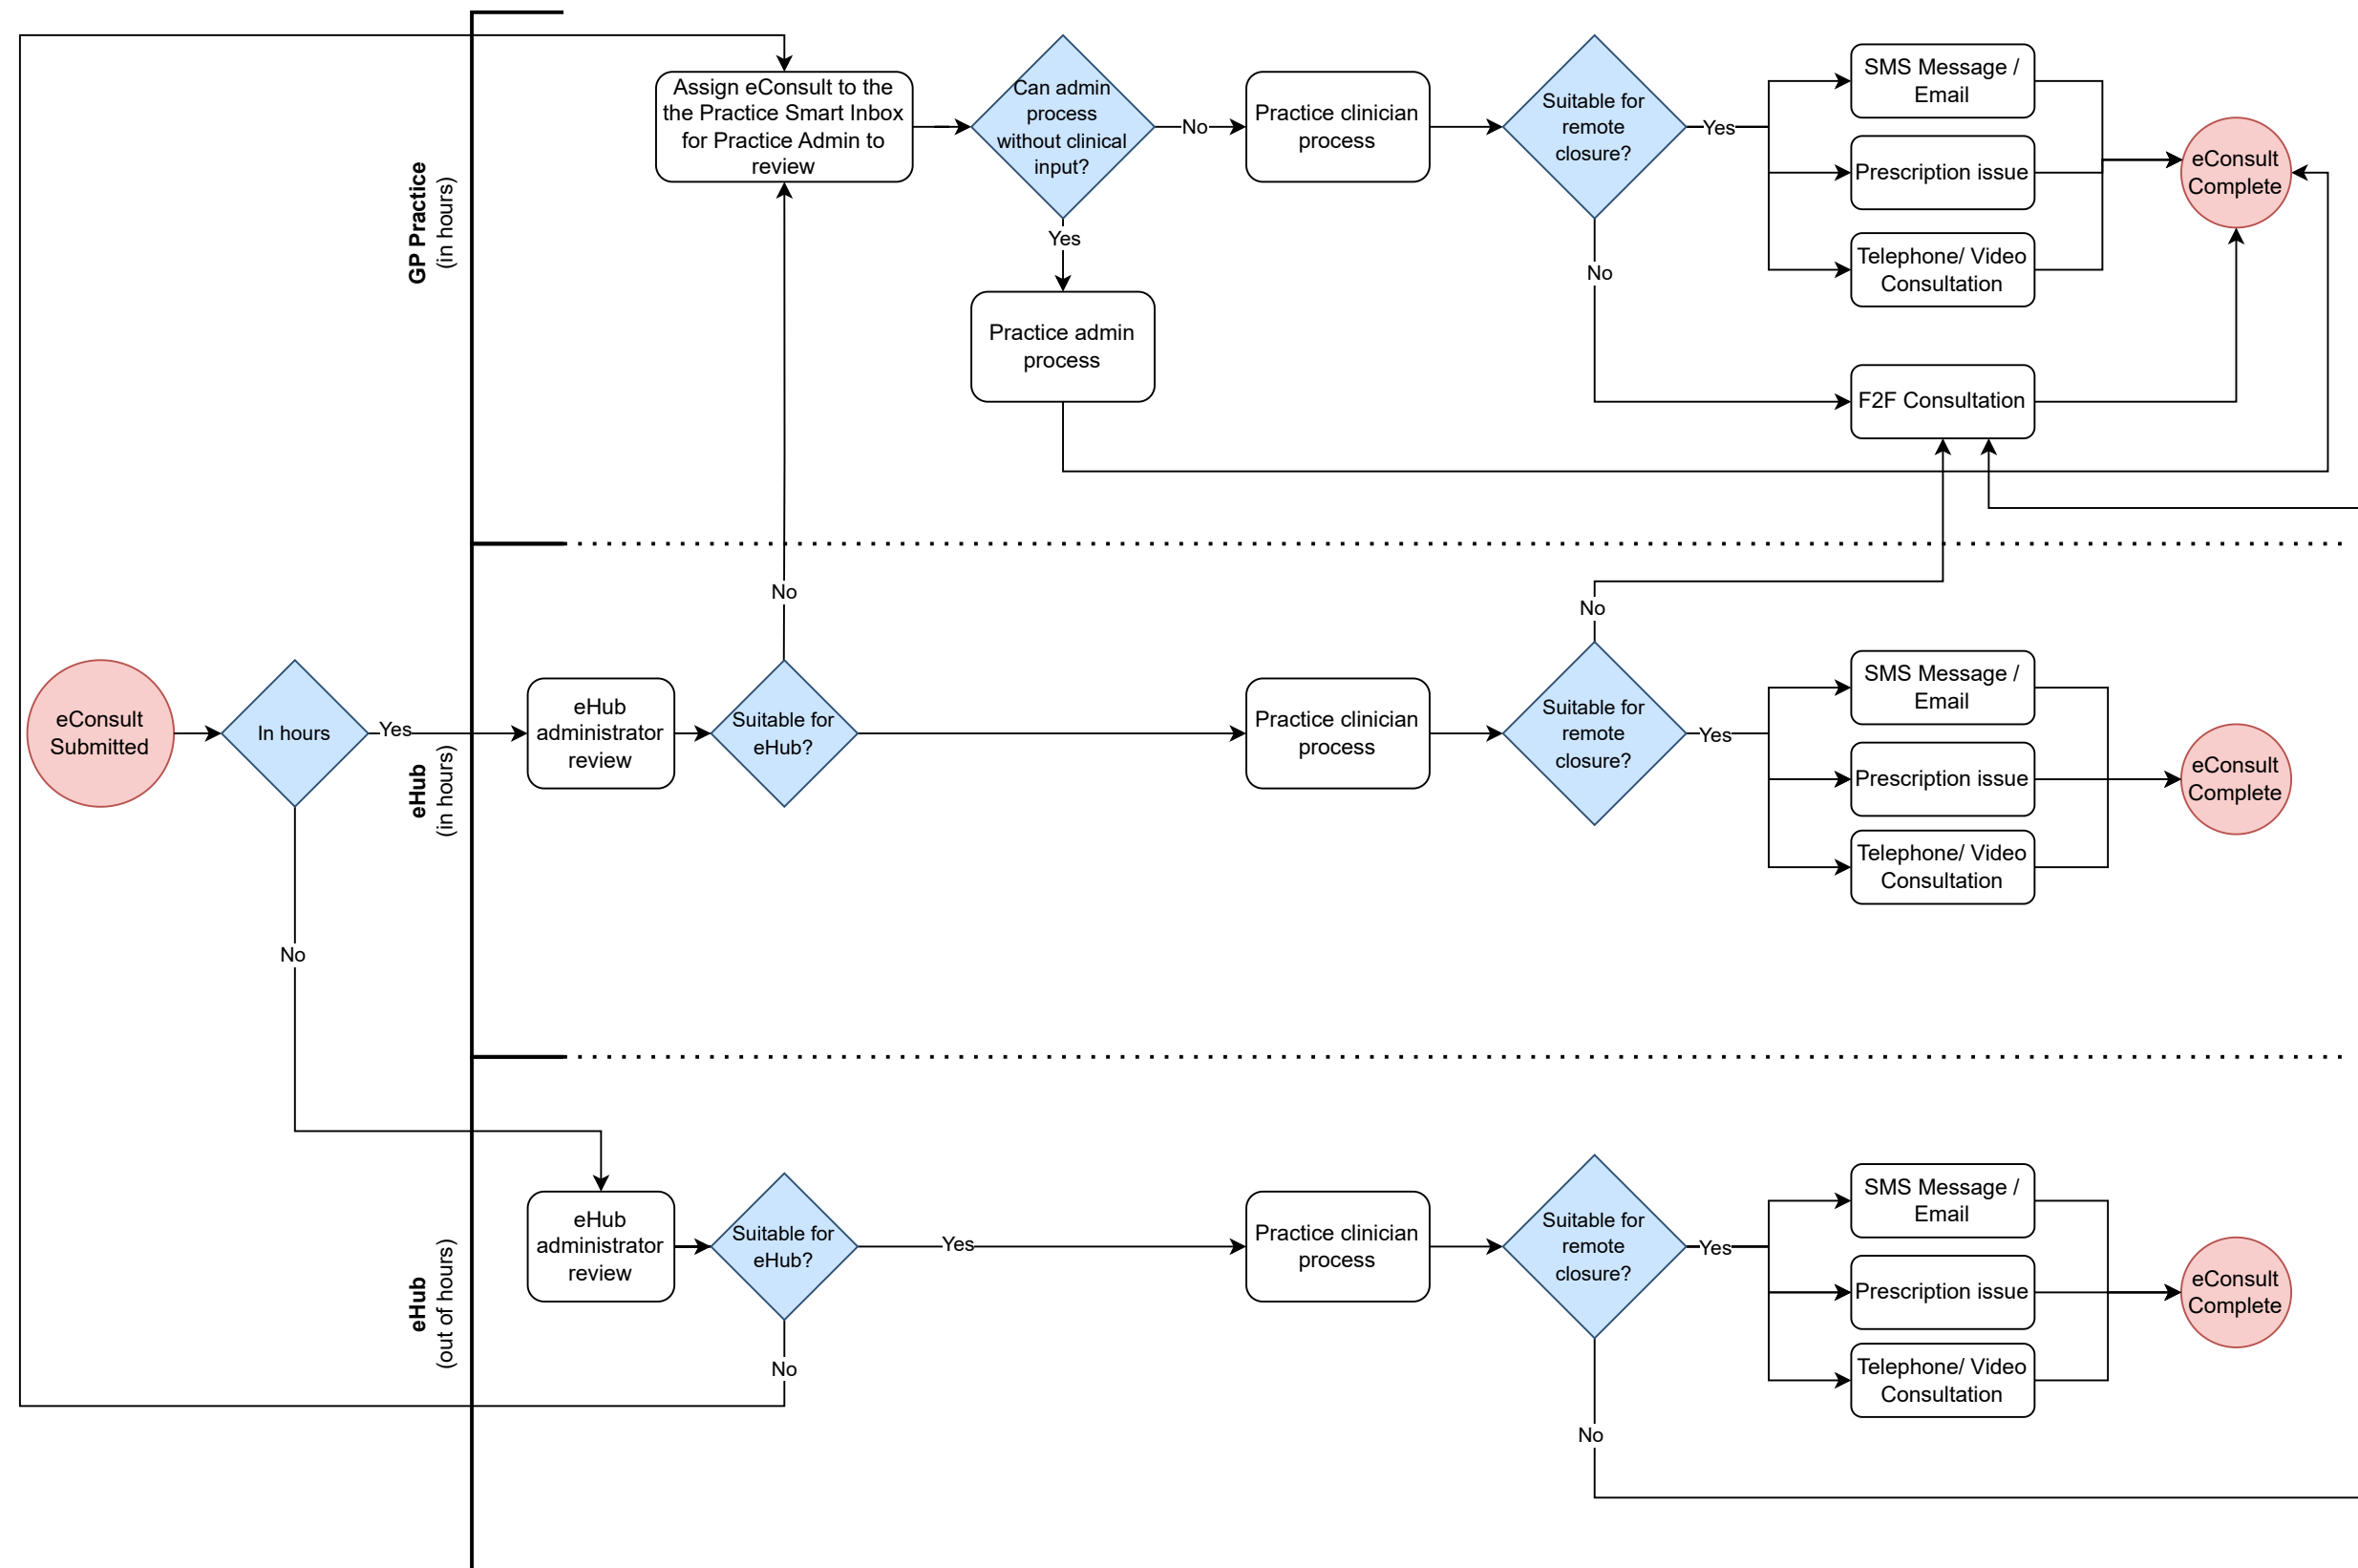 GP Practice
(in hours)
Assign eConsult to the
the Practice Smart Inbox
for Practice Admin to
review
Can admin
process
without clinical
input?
No
Yes
Practice admin
process
Practice clinician
process
Suitable for
remote
closure?
Yes
No
SMS Message /
Email
Prescription issue
Telephone/ Video
Consultation
F2F Consultation
eConsult
Complete
eConsult
Submitted
In hours
Yes
No
eHub
(in hours)
eHub
administrator
review
Suitable for
eHub?
No
Practice clinician
process
Suitable for
remote
closure?
No
Yes
SMS Message /
Email
Prescription issue
Telephone/ Video
Consultation
eConsult
Complete
eHub
(out of hours)
eHub
administrator
review
Suitable for
eHub?
Yes
No
Practice clinician
process
Suitable for
remote
closure?
Yes
No
SMS Message /
Email
Prescription issue
Telephone/ Video
Consultation
eConsult
Complete